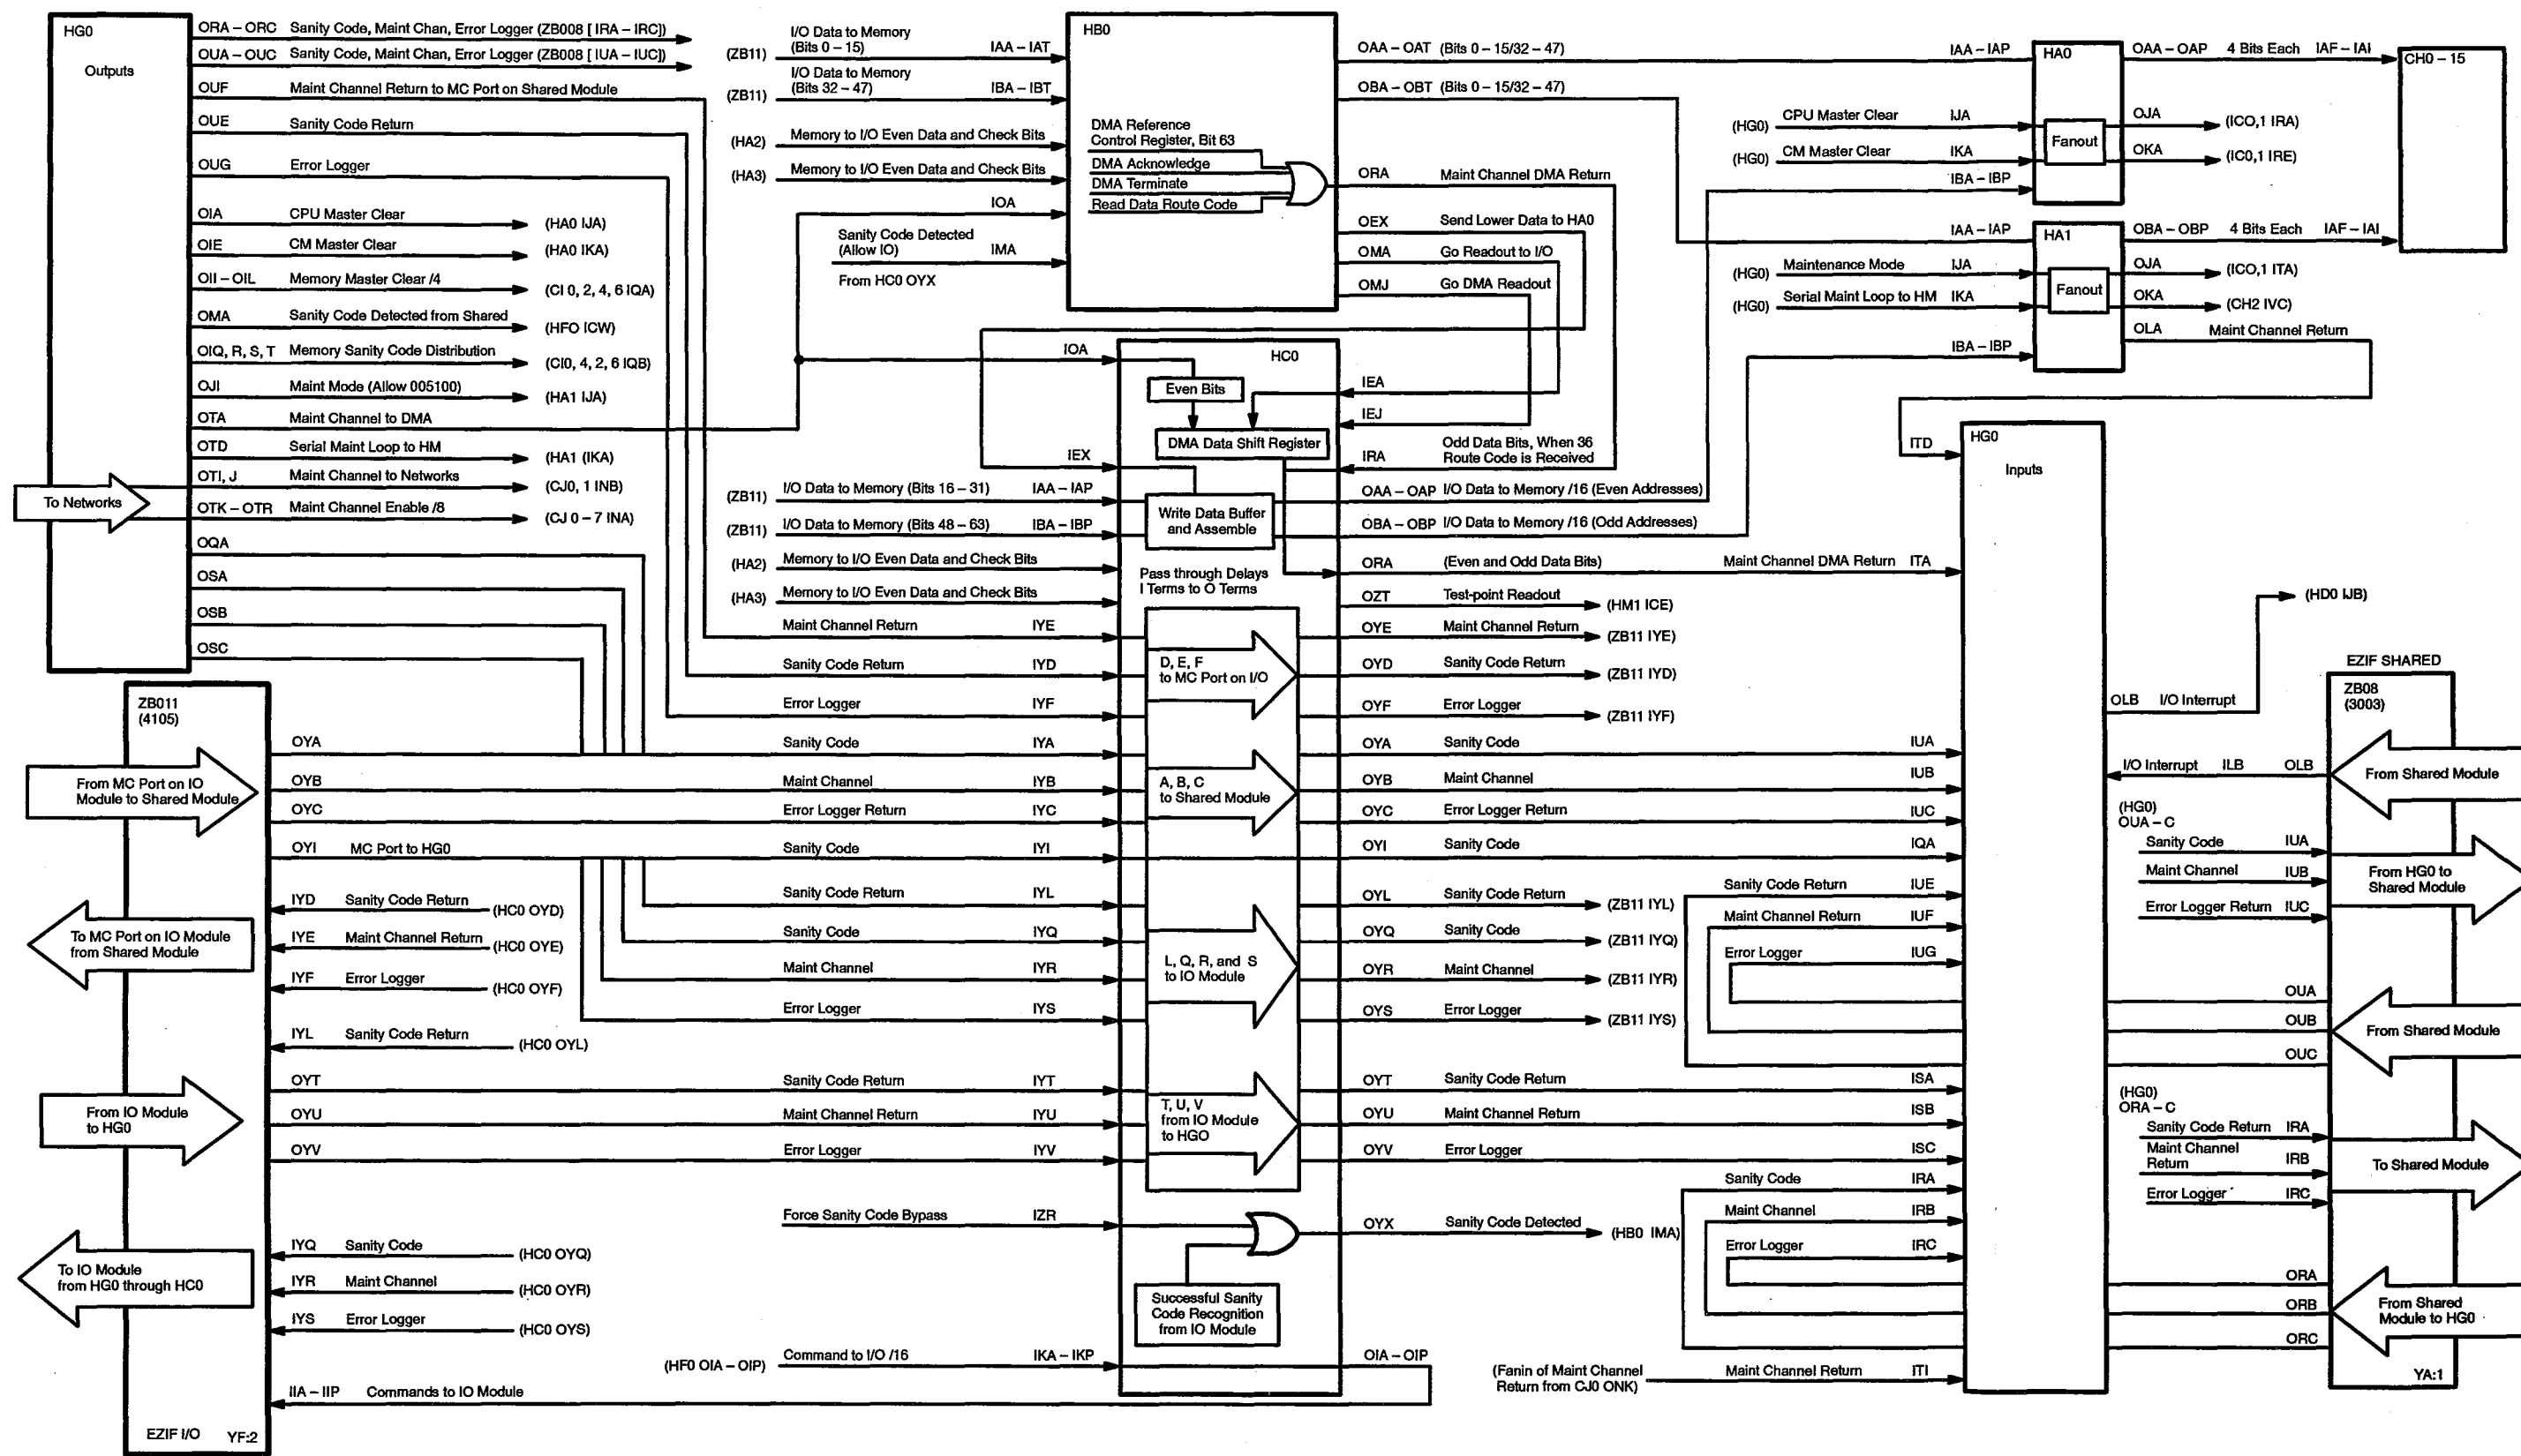 HG0
Outputs
ORA – ORC Sanity Code, Maint Chan, Error Logger (ZB008 [ IRA – IRC])
OUA – OUC Sanity Code, Maint Chan, Error Logger (ZB008 [ IUA – IUC])
OUF Maint Channel Return to MC Port on Shared Module
OUE Sanity Code Return
OUG Error Logger
OIA CPU Master Clear (HA0 IJA)
OIE CM Master Clear (HA0 IKA)
OII – OIL Memory Master Clear /4 (CI 0, 2, 4, 6 IQA)
OMA Sanity Code Detected from Shared (HFO ICW)
OIQ, R, S, T Memory Sanity Code Distribution (CI0, 4, 2, 6 IQB)
OJI Maint Mode (Allow 005100) (HA1 IJA)
OTA Maint Channel to DMA
OTD Serial Maint Loop to HM (HA1 (IKA)
OTI, J Maint Channel to Networks (CJ0, 1 INB)
To Networks
OTK – OTR Maint Channel Enable /8 (CJ 0 – 7 INA)
OQA
OSA
OSB
OSC
HB0
I/O Data to Memory
(Bits 0 – 15)
(ZB11) IAA – IAT
I/O Data to Memory
(Bits 32 – 47)
(ZB11) IBA – IBT
(HA2) Memory to I/O Even Data and Check Bits
(HA3) Memory to I/O Even Data and Check Bits
IOA
Sanity Code Detected
(Allow IO) IMA
From HC0 OYX
DMA Reference
Control Register, Bit 63
DMA Acknowledge
DMA Terminate
Read Data Route Code
OAA – OAT (Bits 0 – 15/32 – 47) IAA – IAP
OBA – OBT (Bits 0 – 15/32 – 47)
ORA Maint Channel DMA Return
OEX Send Lower Data to HA0
OMA Go Readout to I/O
OMJ Go DMA Readout
HA0
OAA – OAP 4 Bits Each IAF – IAI
CH0 – 15
(HG0) CPU Master Clear IJA
Fanout
OJA (ICO,1 IRA)
(HG0) CM Master Clear IKA
OKA (IC0,1 IRE)
IBA – IBP
IAA – IAP
HA1
OBA – OBP 4 Bits Each IAF – IAI
(HG0) Maintenance Mode IJA
Fanout
OJA (ICO,1 ITA)
(HG0) Serial Maint Loop to HM IKA
OKA (CH2 IVC)
OLA Maint Channel Return
IBA – IBP
HC0
IOA
Even Bits
IEA
IEJ
DMA Data Shift Register
Odd Data Bits, When 36
IRA Route Code is Received
IEX
(ZB11) I/O Data to Memory (Bits 16 – 31) IAA – IAP
(ZB11) I/O Data to Memory (Bits 48 – 63) IBA – IBP
Write Data Buffer
and Assemble
OAA – OAP I/O Data to Memory /16 (Even Addresses)
OBA – OBP I/O Data to Memory /16 (Odd Addresses)
(HA2) Memory to I/O Even Data and Check Bits
(HA3) Memory to I/O Even Data and Check Bits
Pass through Delays
I Terms to O Terms
ORA (Even and Odd Data Bits) Maint Channel DMA Return ITA
OZT Test-point Readout (HM1 ICE)
Maint Channel Return IYE
OYE Maint Channel Return (ZB11 IYE)
Sanity Code Return IYD
D, E, F
to MC Port on I/O
OYD Sanity Code Return (ZB11 IYD)
Error Logger IYF
OYF Error Logger (ZB11 IYF)
HG0
Inputs
ITD
OLB I/O Interrupt
(HD0 IJB)
ZB011
(4105)
From MC Port on IO
Module to Shared Module
OYA Sanity Code IYA
OYB Maint Channel IYB
OYC Error Logger Return IYC
A, B, C
to Shared Module
OYA Sanity Code IUA
OYB Maint Channel IUB
OYC Error Logger Return IUC
OYI MC Port to HG0 Sanity Code IYI
OYI Sanity Code IQA
IYD Sanity Code Return (HC0 OYD)
To MC Port on IO Module
from Shared Module
IYE Maint Channel Return (HC0 OYE)
IYF Error Logger (HC0 OYF)
IYL Sanity Code Return (HC0 OYL)
Sanity Code Return IYL
Sanity Code IYQ
Maint Channel IYR
Error Logger IYS
L, Q, R, and S
to IO Module
OYL Sanity Code Return (ZB11 IYL)
OYQ Sanity Code (ZB11 IYQ)
OYR Maint Channel (ZB11 IYR)
OYS Error Logger (ZB11 IYS)
Sanity Code Return IUE
Maint Channel Return IUF
Error Logger IUG
From IO Module
to HG0
OYT Sanity Code Return IYT
OYU Maint Channel Return IYU
OYV Error Logger IYV
T, U, V
from IO Module
to HGO
OYT Sanity Code Return ISA
OYU Maint Channel Return ISB
OYV Error Logger ISC
Sanity Code IRA
Maint Channel IRB
Error Logger IRC
Force Sanity Code Bypass IZR
OYX Sanity Code Detected (HB0 IMA)
Successful Sanity
Code Recognition
from IO Module
To IO Module
from HG0 through HC0
IYQ Sanity Code (HC0 OYQ)
IYR Maint Channel (HC0 OYR)
IYS Error Logger (HC0 OYS)
(HF0 OIA – OIP) Command to I/O /16 IKA – IKP
OIA – OIP
IIA – IIP Commands to IO Module
EZIF I/O YF:2
(Fanin of Maint Channel
Return from CJ0 ONK)
Maint Channel Return ITI
EZIF SHARED
ZB08
(3003)
I/O Interrupt ILB OLB
From Shared Module
(HG0)
OUA – C
Sanity Code IUA
Maint Channel IUB
Error Logger Return IUC
From HG0 to
Shared Module
OUA
OUB
OUC
From Shared Module
(HG0)
ORA – C
Sanity Code Return IRA
Maint Channel
Return IRB
Error Logger IRC
To Shared Module
ORA
ORB
ORC
From Shared
Module to HG0
YA:1